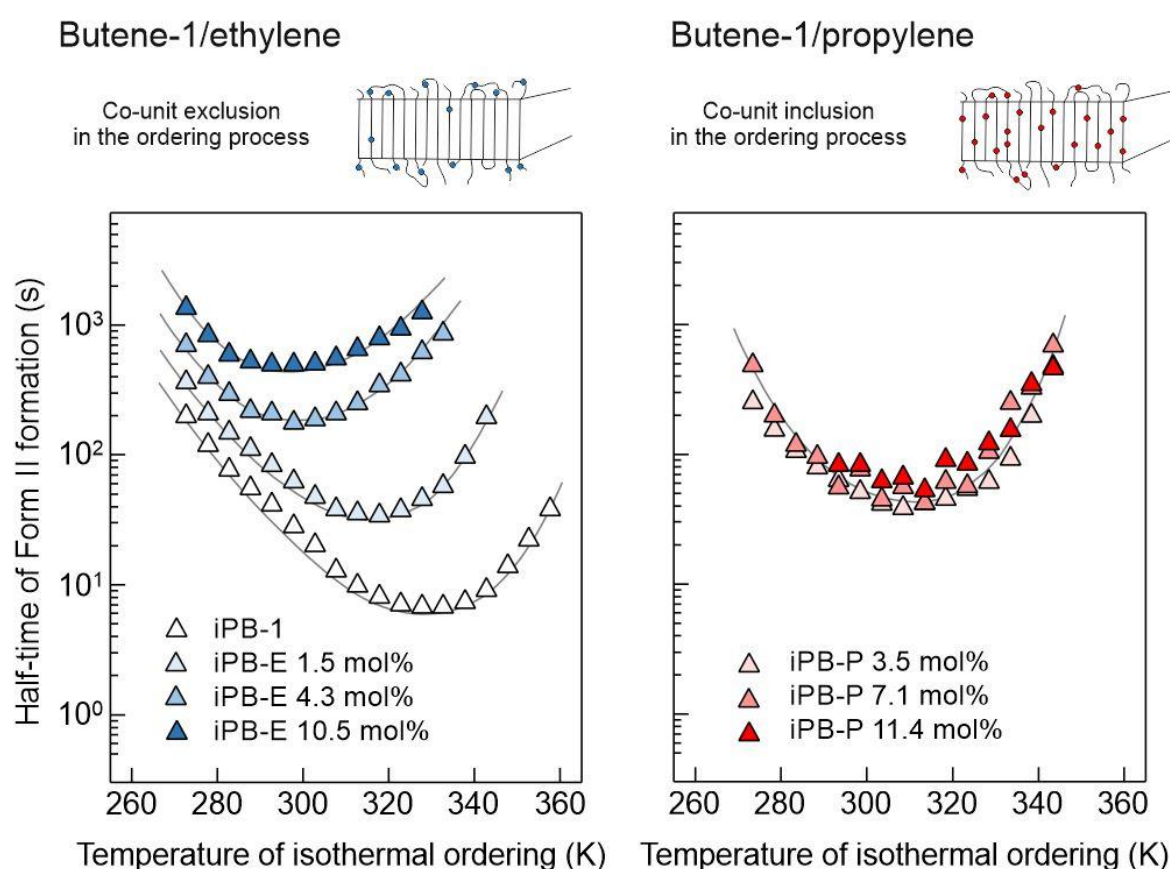 Butene-1/ethylene
Co-unit exclusion
in the ordering process
Butene-1/propylene
Co-unit inclusion
in the ordering process
Half-time of Form II formation (s)
10³
10²
10¹
10⁰
iPB-1
iPB-E 1.5 mol%
iPB-E 4.3 mol%
iPB-E 10.5 mol%
260 280 300 320 340 360
Temperature of isothermal ordering (K)
iPB-P 3.5 mol%
iPB-P 7.1 mol%
iPB-P 11.4 mol%
260 280 300 320 340 360
Temperature of isothermal ordering (K)